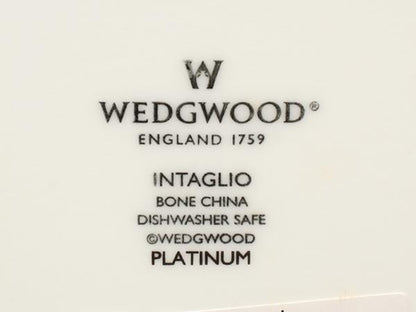 W
WEDGWOOD®
ENGLAND 1759
INTAGLIO
BONE CHINA
DISHWASHER SAFE
©WEDGWOOD
PLATINUM